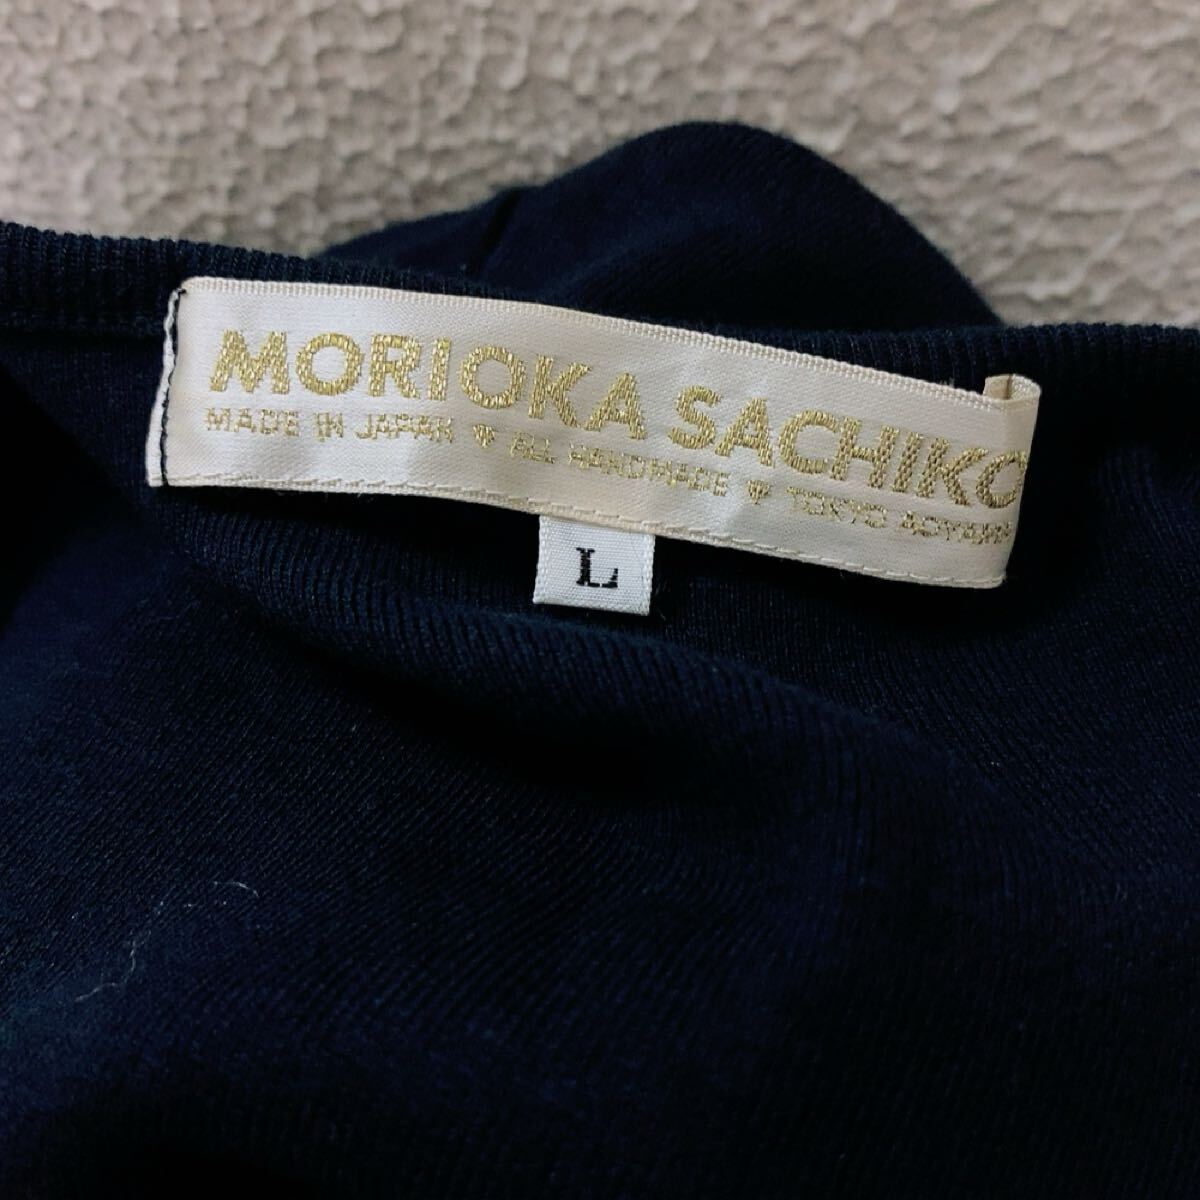 MORIOKA SACHIKO
MADE IN JAPAN ♥ ALL HANDMADE ♥ TOKYO AOYAMA
L